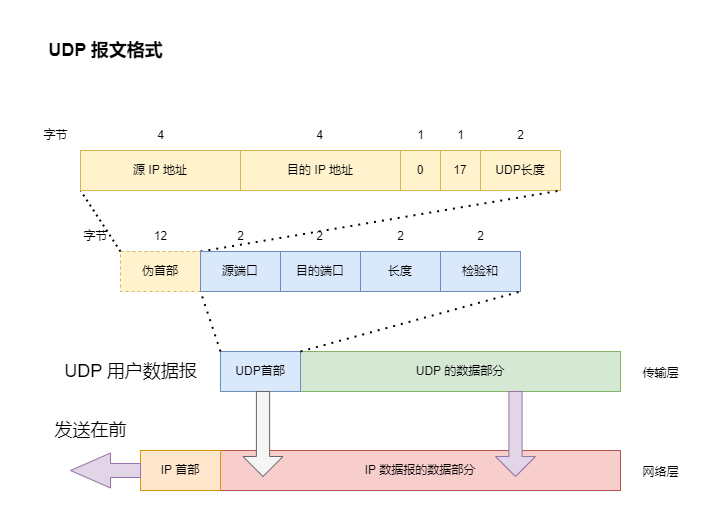 UDP 报文格式
字节 4 4 1 1 2
源 IP 地址 目的 IP 地址 0 17 UDP长度
字节 12 2 2 2 2
伪首部 源端口 目的端口 长度 检验和
UDP 用户数据报 UDP首部 UDP 的数据部分 传输层
发送在前
IP 首部 IP 数据报的数据部分 网络层